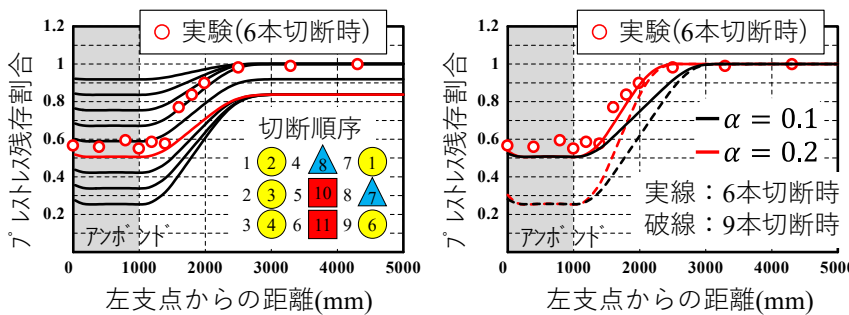 実験(6本切断時)
プレストレス残存割合
1.2
1
0.8
0.6
0.4
0.2
アンボンド
切断順序
1 2 4 8 7 1
2 3 5 10 8 7
3 4 6 11 9 6
0 1000 2000 3000 4000 5000
左支点からの距離(mm)
実験(6本切断時)
プレストレス残存割合
1.2
1
0.8
0.6
0.4
0.2
アンボンド
α = 0.1
α = 0.2
実線：6本切断時
破線：9本切断時
0 1000 2000 3000 4000 5000
左支点からの距離(mm)